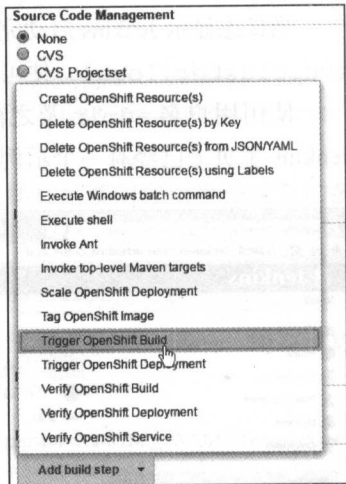 Source Code Management
None
CVS
CVS Projectset
Create OpenShift Resource(s)
Delete OpenShift Resource(s) by Key
Delete OpenShift Resource(s) from JSON/YAML
Delete OpenShift Resource(s) using Labels
Execute Windows batch command
Execute shell
Invoke Ant
Invoke top-level Maven targets
Scale OpenShift Deployment
Tag OpenShift Image
Trigger OpenShift Build
Trigger OpenShift Deployment
Verify OpenShift Build
Verify OpenShift Deployment
Verify OpenShift Service
Add build step